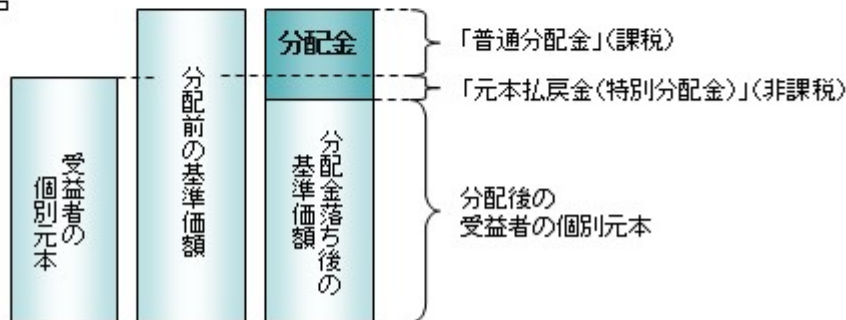 受益者の
個別元本
分配前の基準価額
分配金
分配金落ち後の
基準価額
「普通分配金」(課税)
「元本払戻金(特別分配金)」(非課税)
分配後の
受益者の個別元本